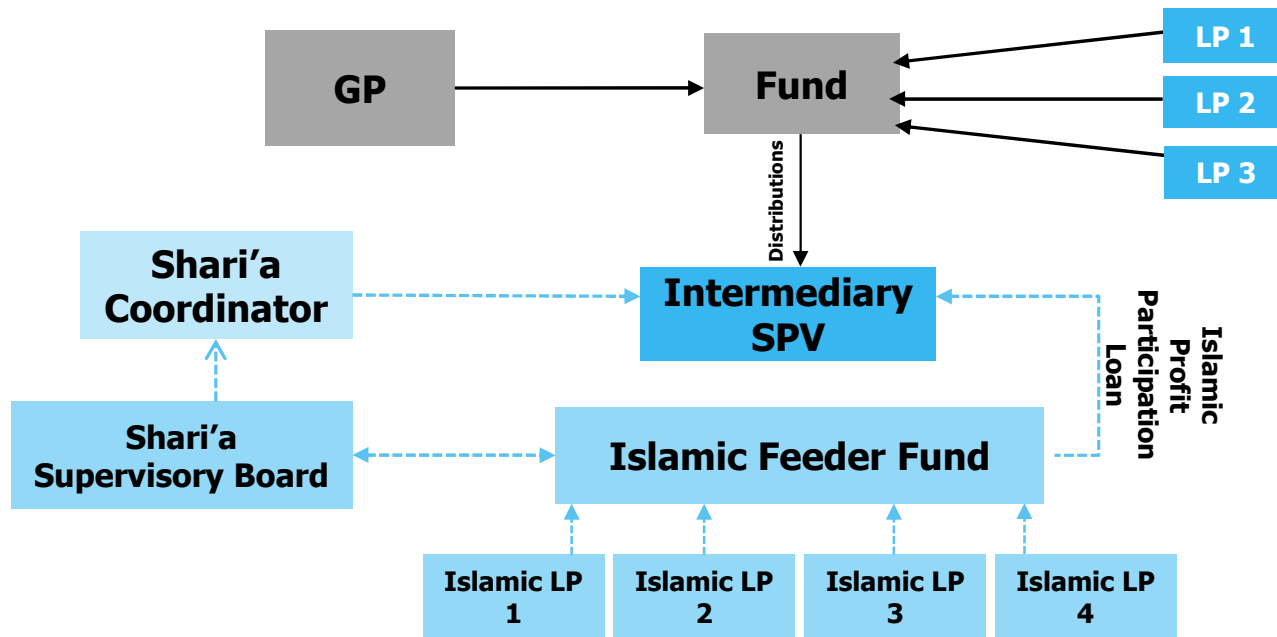 GP
Fund
LP 1
LP 2
LP 3
Distributions
Shari’a
Coordinator
Intermediary
SPV
Islamic
Profit
Participation
Loan
Shari’a
Supervisory Board
Islamic Feeder Fund
Islamic LP
1
Islamic LP
2
Islamic LP
3
Islamic LP
4